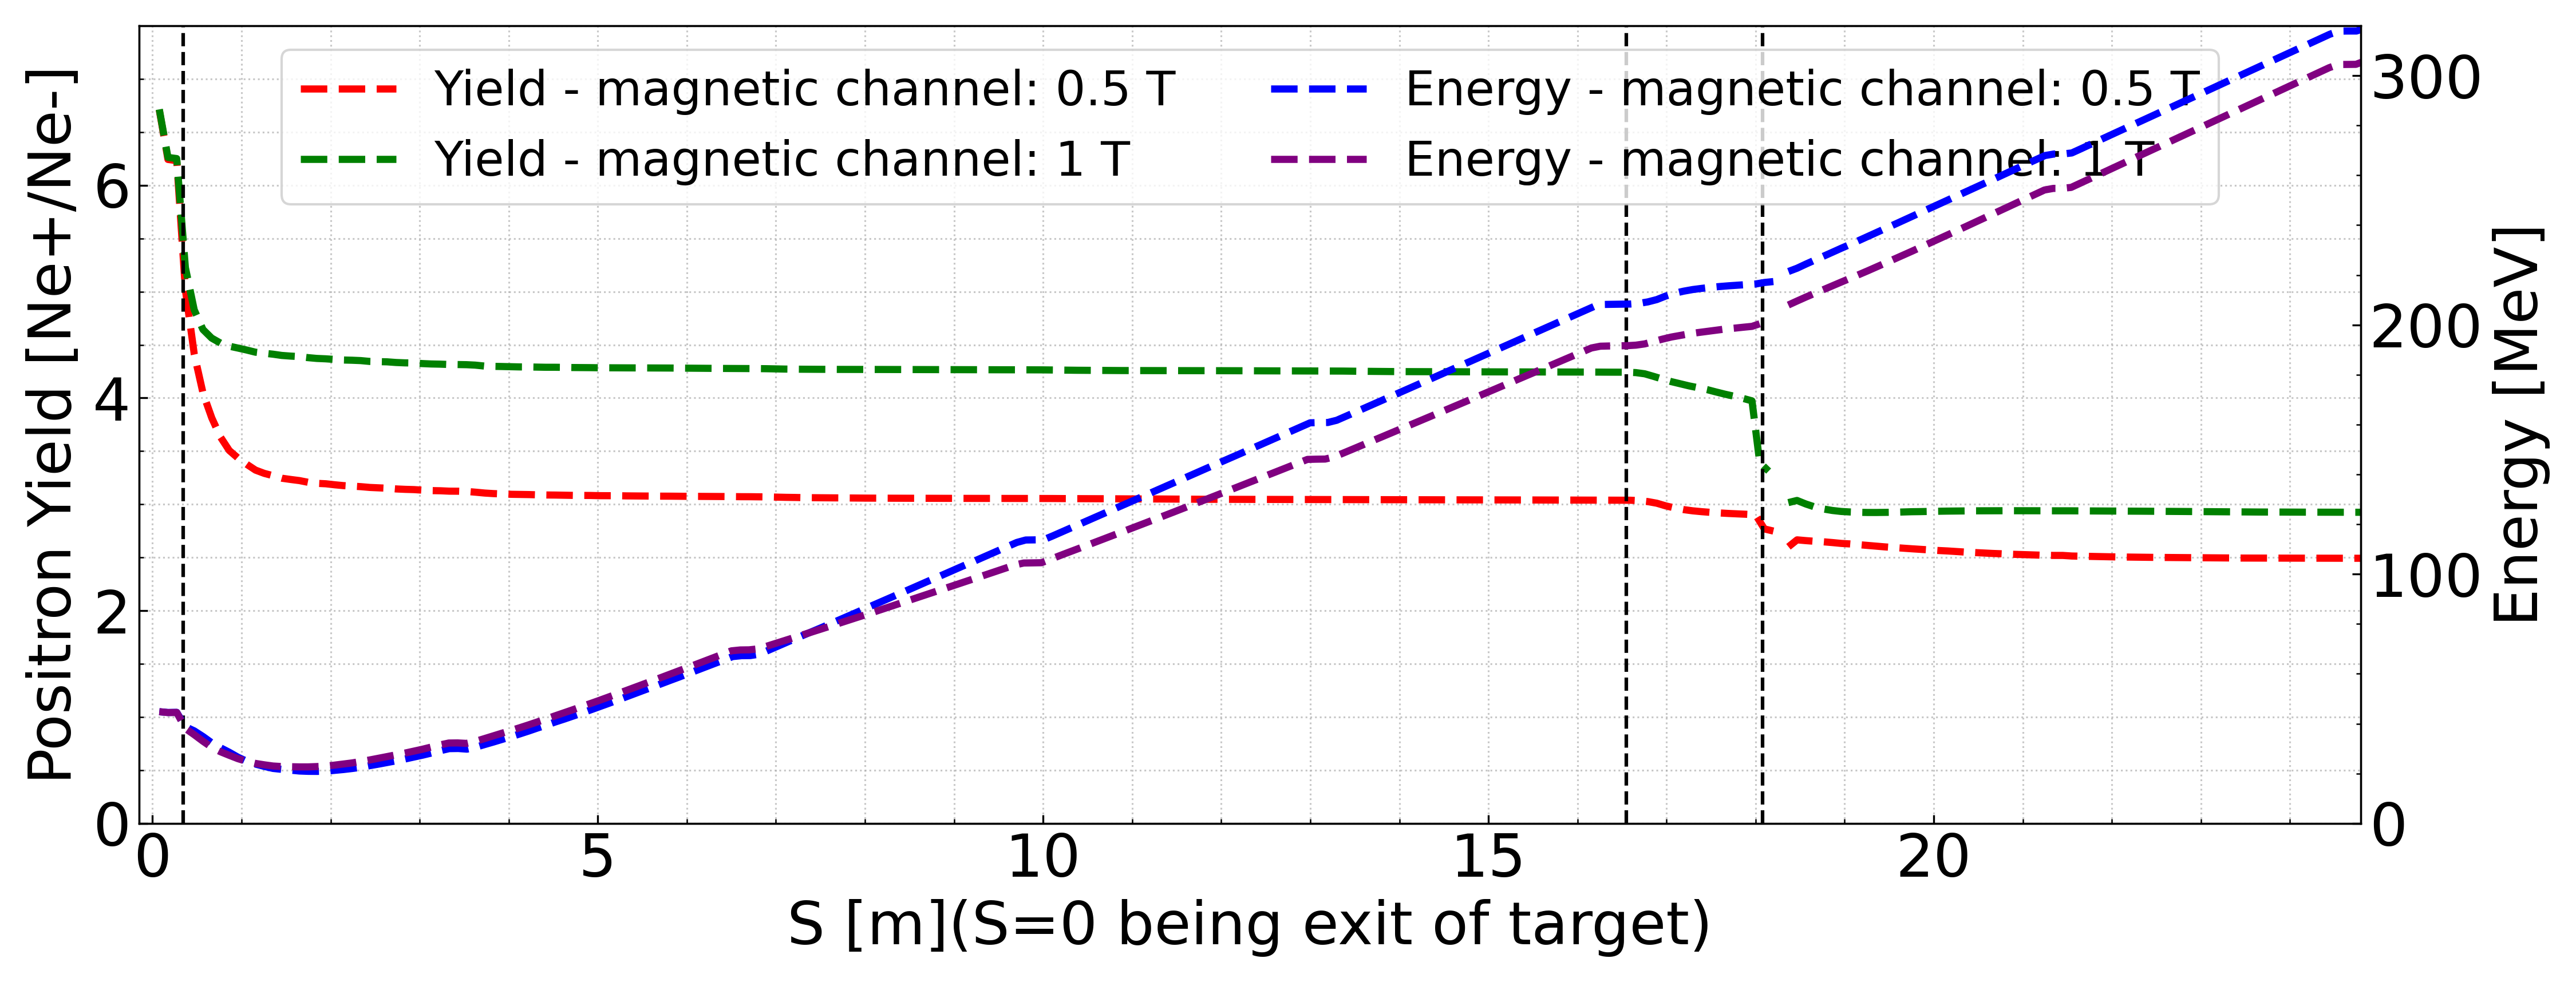 Positron Yield [Ne+/Ne-]
6
4
2
0
Yield - magnetic channel: 0.5 T
Yield - magnetic channel: 1 T
Energy - magnetic channel: 0.5 T
Energy - magnetic channel: 1 T
300
200
100
0
Energy [MeV]
0 5 10 15 20
S [m](S=0 being exit of target)